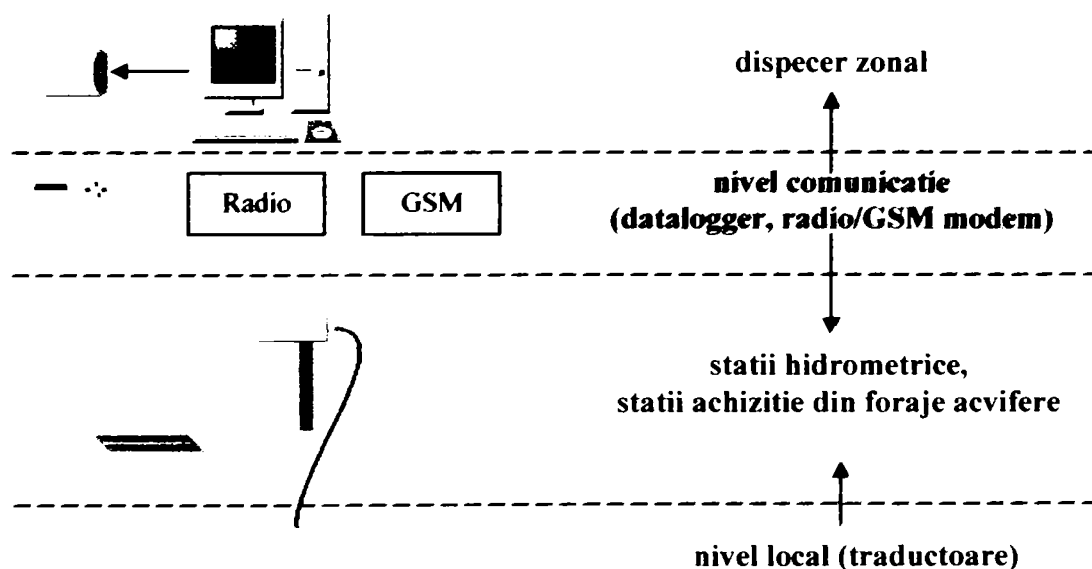 dispecer zonal
Radio
GSM
nivel comunicatie
(datalogger, radio/GSM modem)
statii hidrometrice,
statii achizitie din foraje acvifere
nivel local (traductoare)